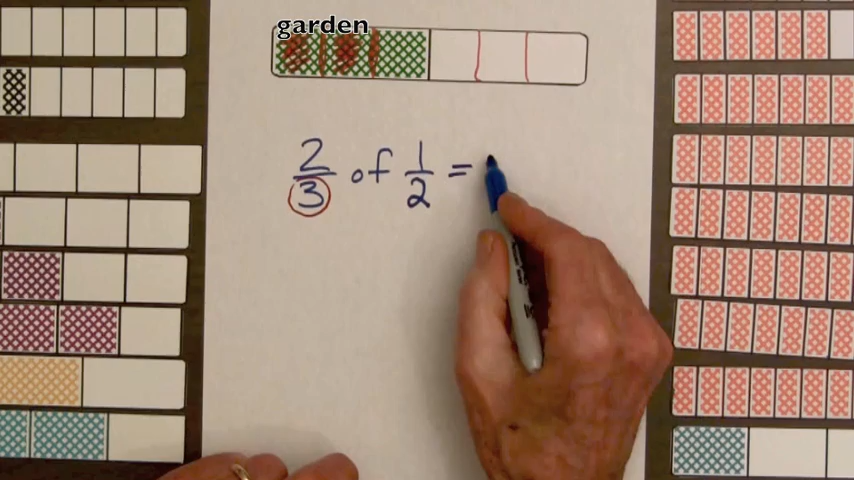 garden
2/3 of 1/2 =